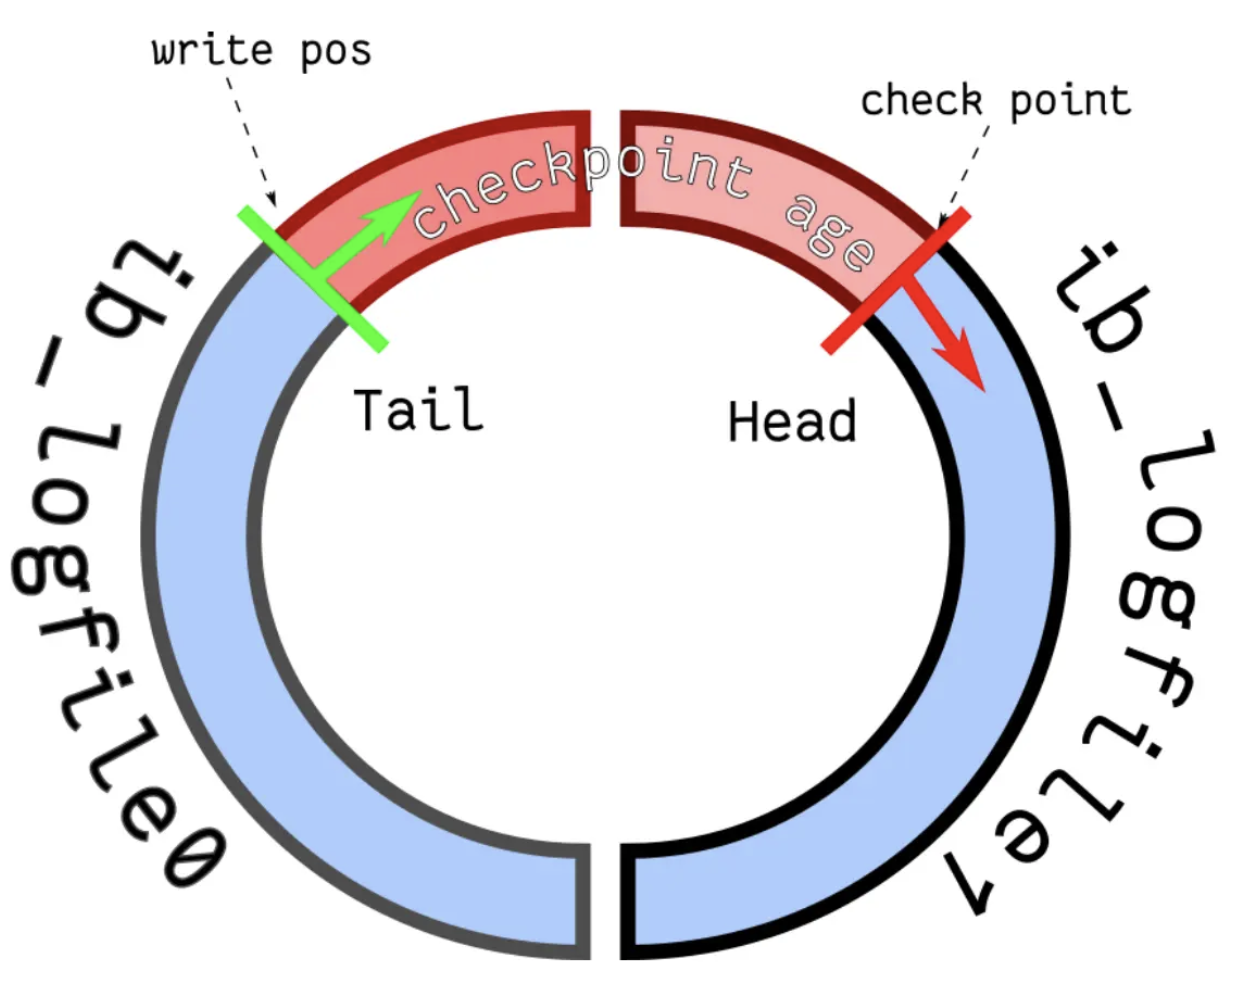 write pos
check point
checkpoint age
Tail
Head
ib_logfile0
ib_logfile1